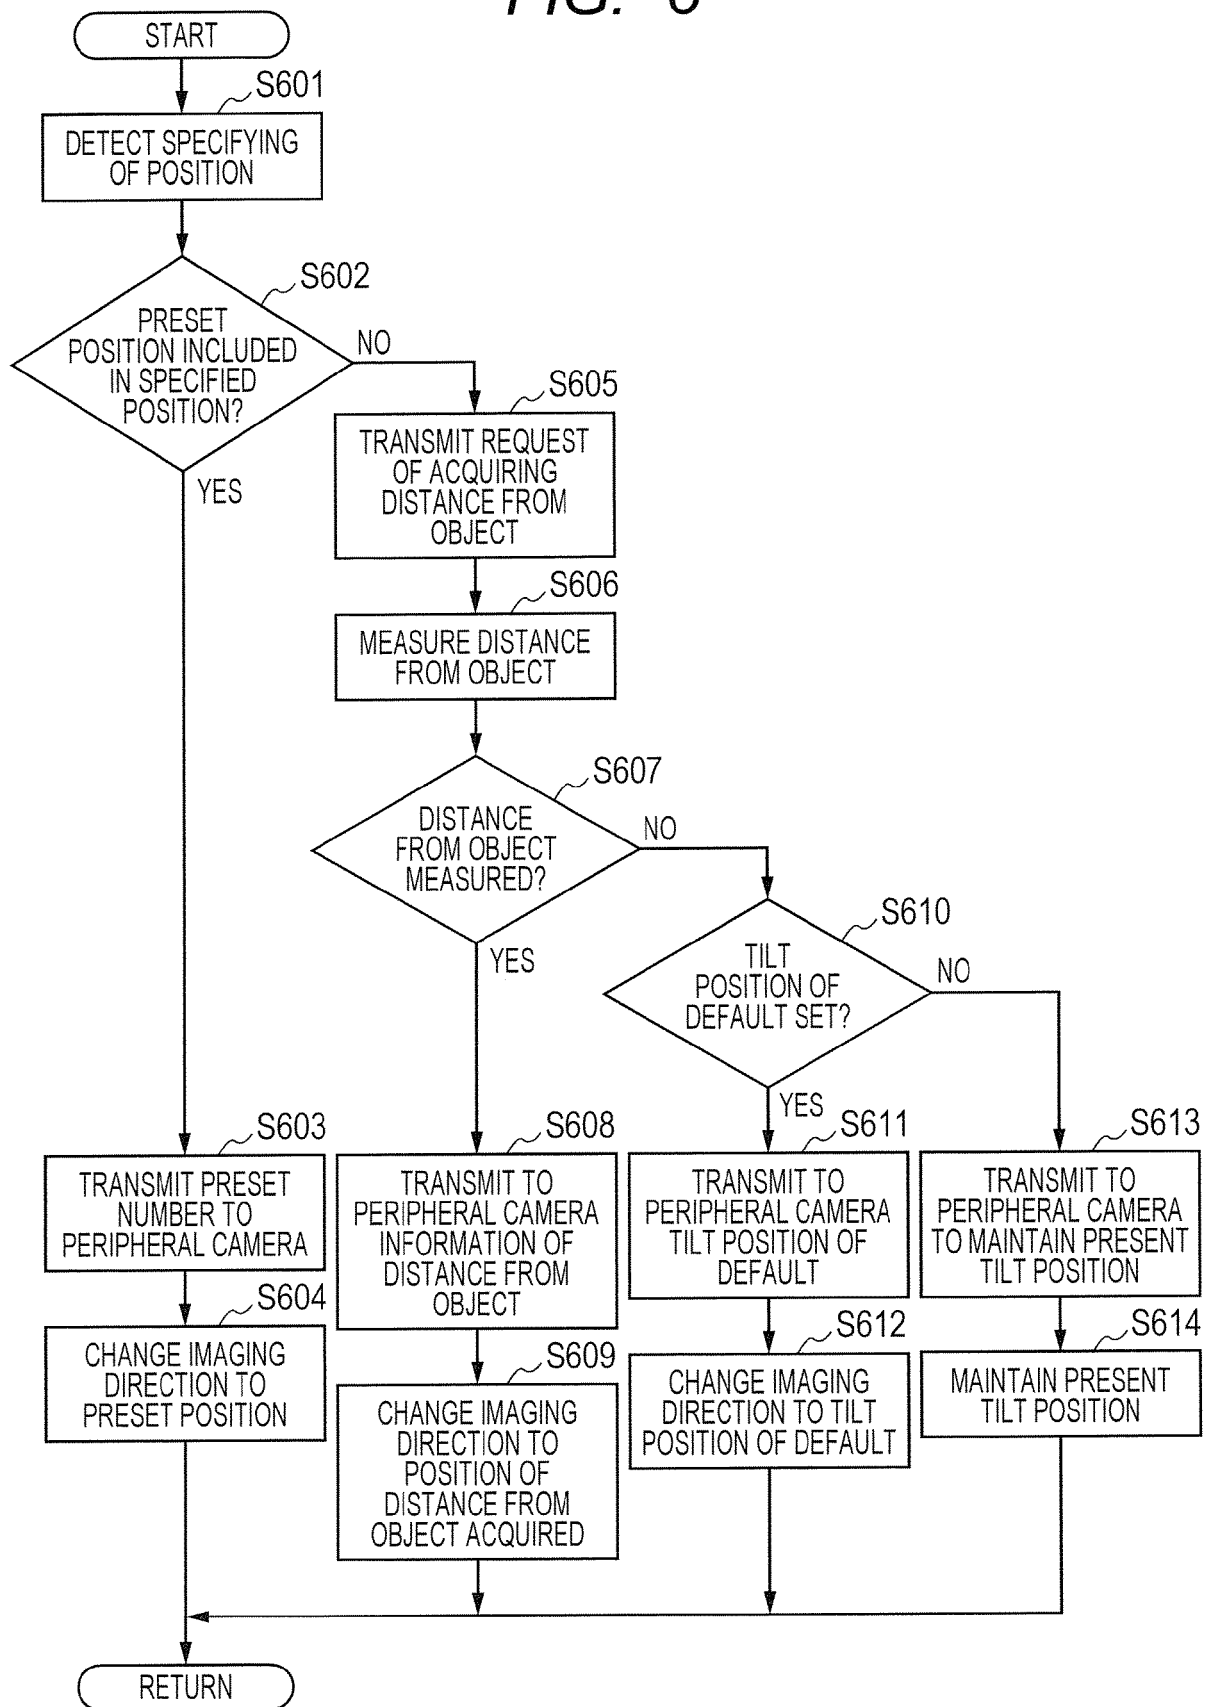 FIG. 6
START
S601
DETECT SPECIFYING
OF POSITION
S602
PRESET
POSITION INCLUDED
IN SPECIFIED
POSITION?
NO
YES
S605
TRANSMIT REQUEST
OF ACQUIRING
DISTANCE FROM
OBJECT
S606
MEASURE DISTANCE
FROM OBJECT
S607
DISTANCE
FROM OBJECT
MEASURED?
NO
YES
S610
TILT
POSITION OF
DEFAULT SET?
NO
YES
S603
TRANSMIT PRESET
NUMBER TO
PERIPHERAL CAMERA
S604
CHANGE IMAGING
DIRECTION TO
PRESET POSITION
S608
TRANSMIT TO
PERIPHERAL CAMERA
INFORMATION OF
DISTANCE FROM
OBJECT
S609
CHANGE IMAGING
DIRECTION TO
POSITION OF
DISTANCE FROM
OBJECT ACQUIRED
S611
TRANSMIT TO
PERIPHERAL CAMERA
TILT POSITION OF
DEFAULT
S612
CHANGE IMAGING
DIRECTION TO TILT
POSITION OF DEFAULT
S613
TRANSMIT TO
PERIPHERAL CAMERA
TO MAINTAIN PRESENT
TILT POSITION
S614
MAINTAIN PRESENT
TILT POSITION
RETURN